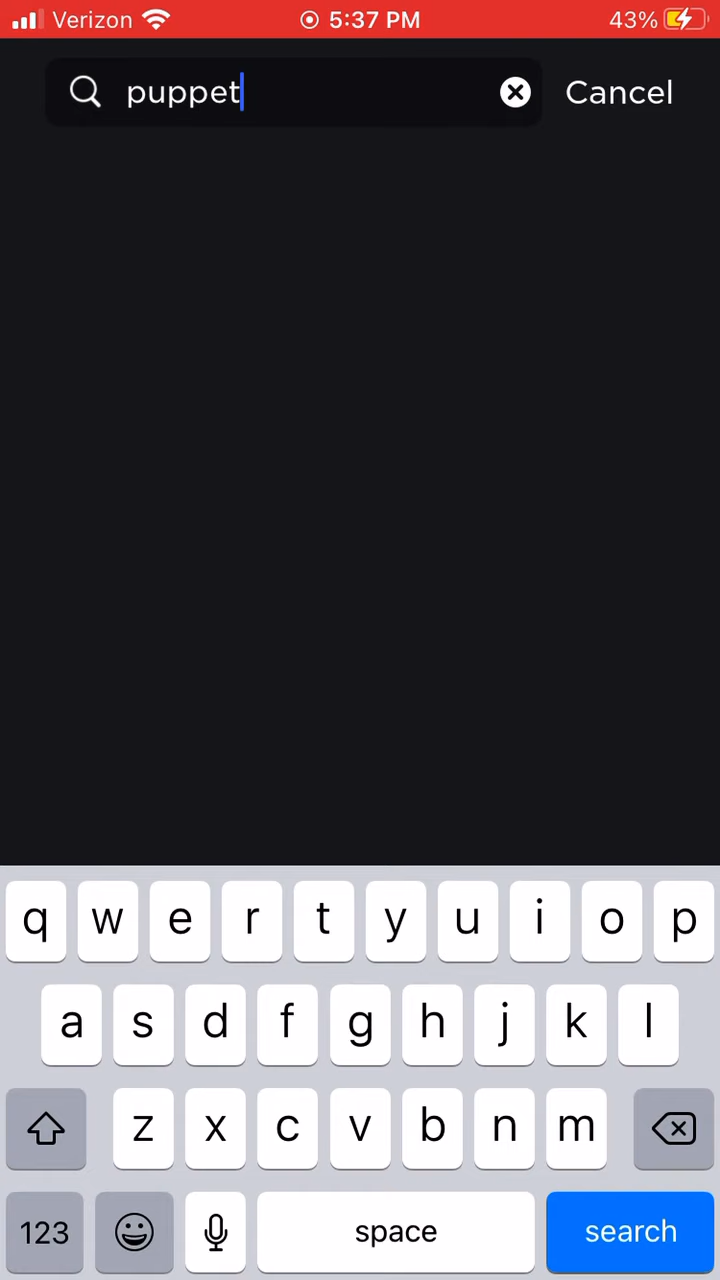 Verizon 5:37 PM 43%
puppet Cancel
q w e r t y u i o p
a s d f g h j k l
z x c v b n m
123 space search